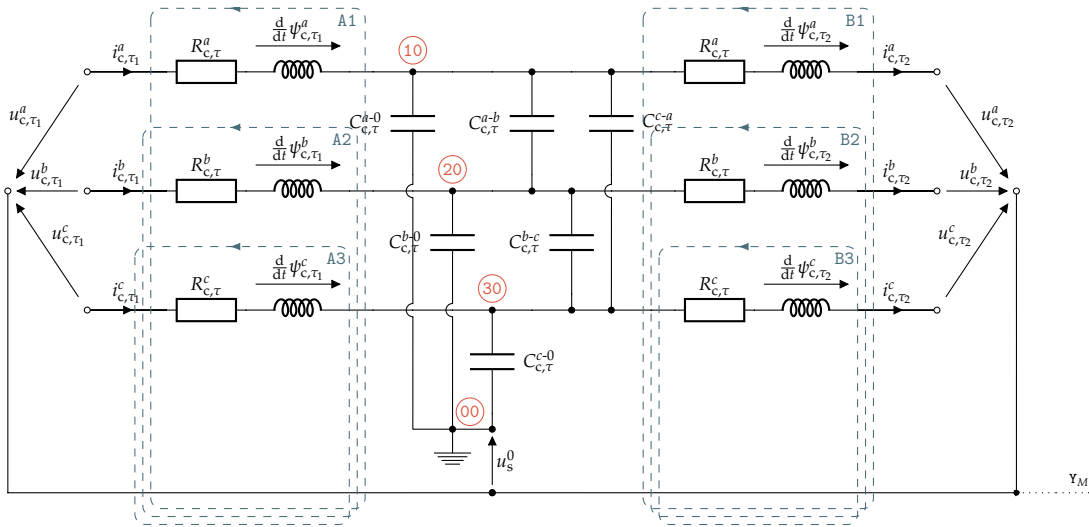 A1 B1
d/dt ψ^a_{c,τ1} d/dt ψ^a_{c,τ2}
i^a_{c,τ1} R^a_{c,τ} 10 R^a_{c,τ} i^a_{c,τ2}
u^a_{c,τ1} C^{a-0}_{c,τ} C^{a-b}_{c,τ} C^{c-a}_{c,τ} u^a_{c,τ2}
A2 B2
d/dt ψ^b_{c,τ1} d/dt ψ^b_{c,τ2}
u^b_{c,τ1} i^b_{c,τ1} R^b_{c,τ} 20 R^b_{c,τ} i^b_{c,τ2} u^b_{c,τ2}
u^c_{c,τ1} C^{b-0}_{c,τ} C^{b-c}_{c,τ} u^c_{c,τ2}
A3 B3
d/dt ψ^c_{c,τ1} d/dt ψ^c_{c,τ2}
i^c_{c,τ1} R^c_{c,τ} 30 R^c_{c,τ} i^c_{c,τ2}
C^{c-0}_{c,τ}
00
u^0_s
Y_M